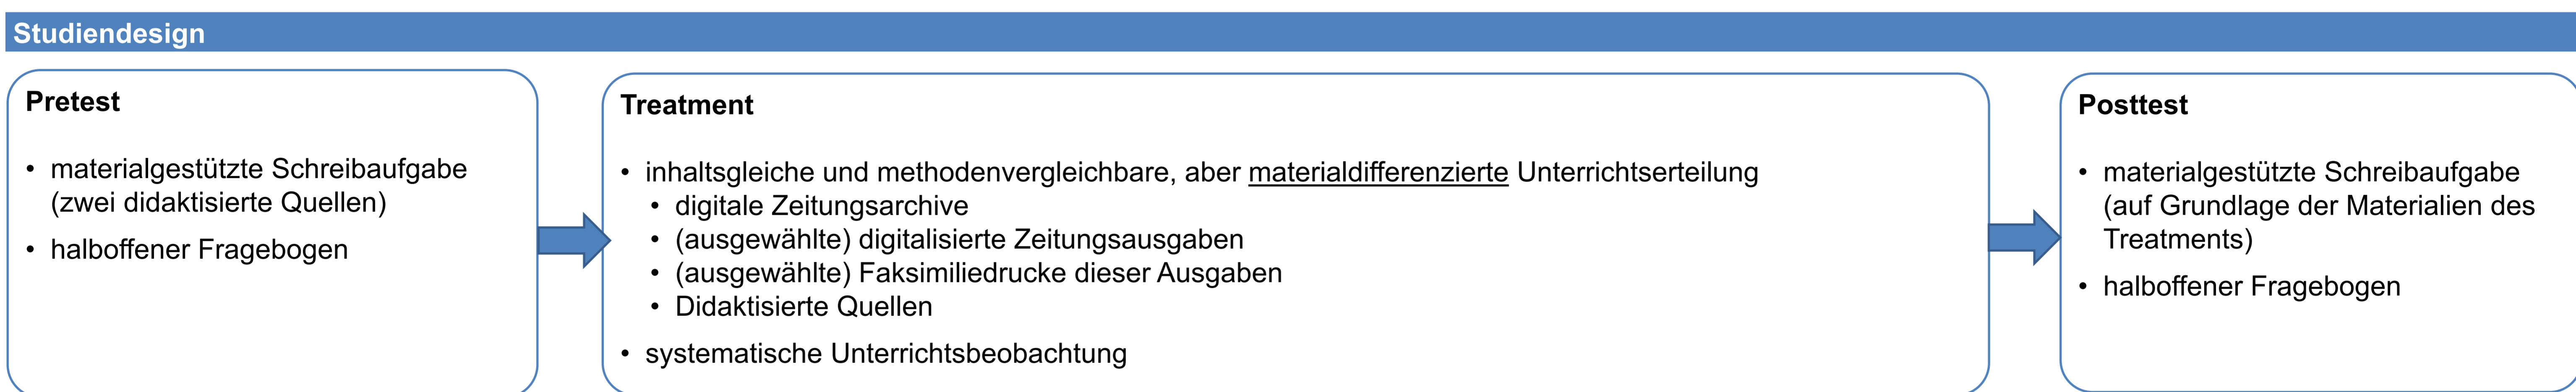 Studiendesign
Pretest
• materialgestützte Schreibaufgabe
(zwei didaktisierte Quellen)
• halboffener Fragebogen
Treatment
• inhaltsgleiche und methodenvergleichbare, aber materialdifferenzierte Unterrichtserteilung
• digitale Zeitungsarchive
• (ausgewählte) digitalisierte Zeitungsausgaben
• (ausgewählte) Faksimiliedrucke dieser Ausgaben
• Didaktisierte Quellen
• systematische Unterrichtsbeobachtung
Posttest
• materialgestützte Schreibaufgabe
(auf Grundlage der Materialien des
Treatments)
• halboffener Fragebogen